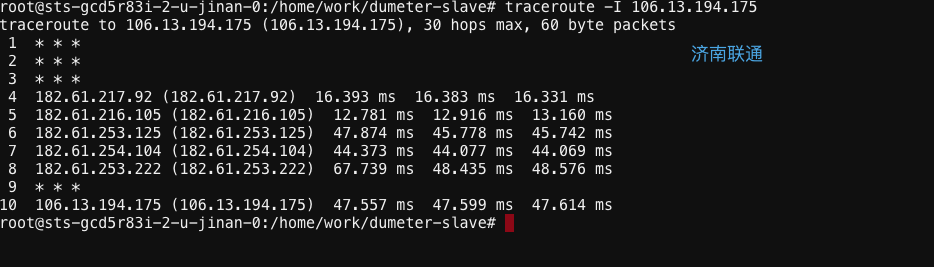 root@sts-gcd5r83i-2-u-jinan-0:/home/work/dumeter-slave# traceroute -I 106.13.194.175
traceroute to 106.13.194.175 (106.13.194.175), 30 hops max, 60 byte packets
1 * * *
济南联通
2 * * *
3 * * *
4 182.61.217.92 (182.61.217.92) 16.393 ms 16.383 ms 16.331 ms
5 182.61.216.105 (182.61.216.105) 12.781 ms 12.916 ms 13.160 ms
6 182.61.253.125 (182.61.253.125) 47.874 ms 45.778 ms 45.742 ms
7 182.61.254.104 (182.61.254.104) 44.373 ms 44.077 ms 44.069 ms
8 182.61.253.222 (182.61.253.222) 67.739 ms 48.435 ms 48.576 ms
9 * * *
10 106.13.194.175 (106.13.194.175) 47.557 ms 47.599 ms 47.614 ms
root@sts-gcd5r83i-2-u-jinan-0:/home/work/dumeter-slave#